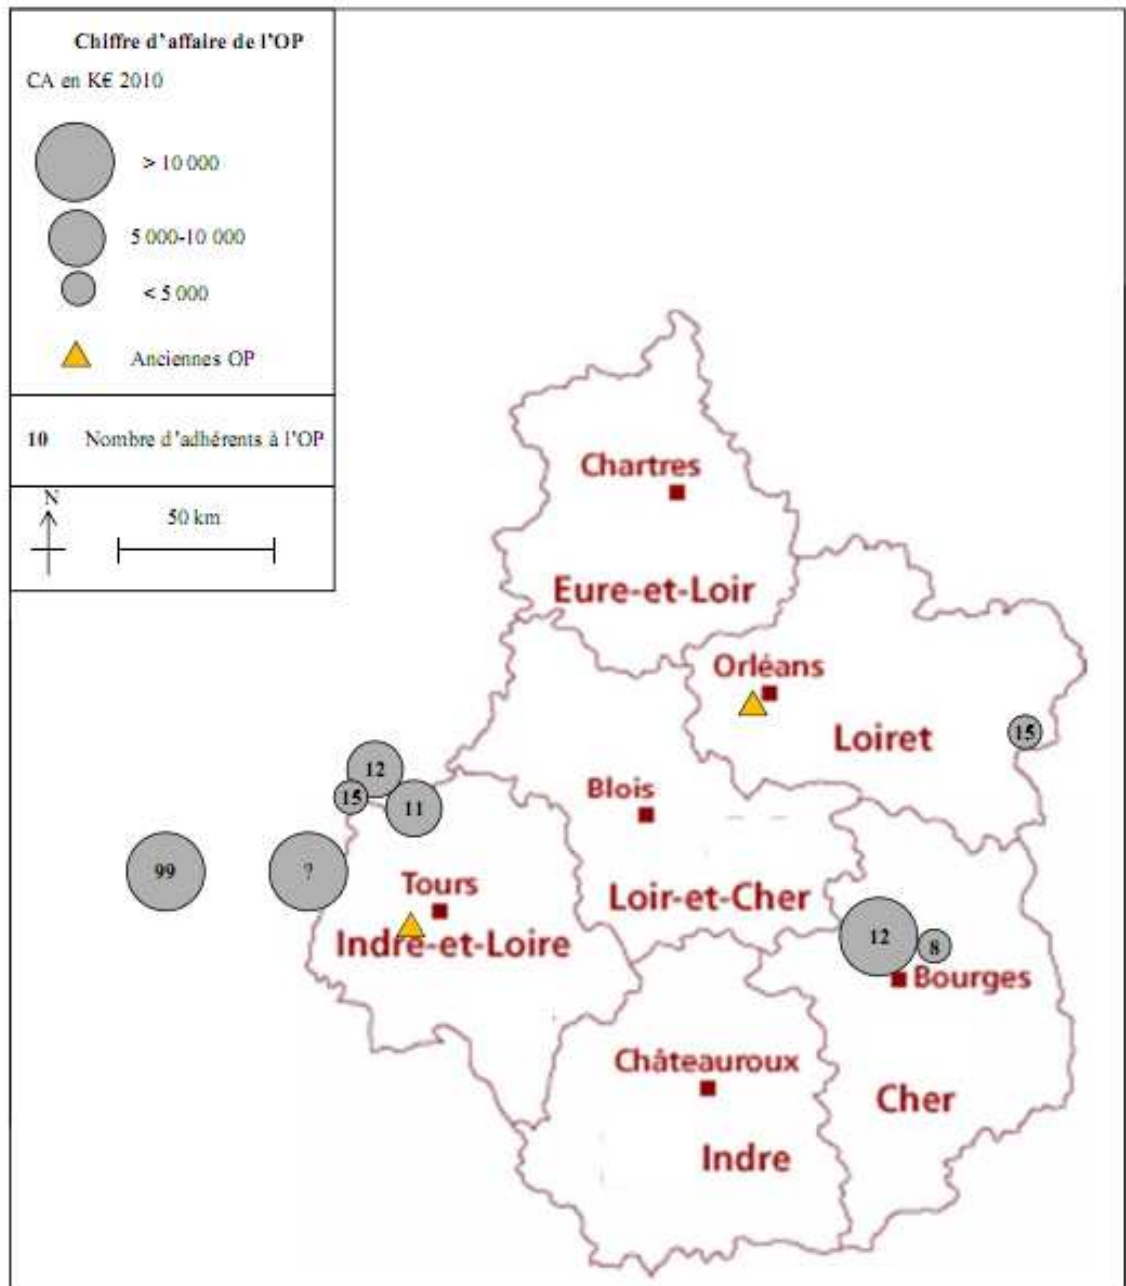 Chiffre d'affaire de l'OP
CA en K€ 2010
> 10 000
5 000-10 000
< 5 000
Anciennes OP
10 Nombre d'adhérents à l'OP
N
50 km
Chartres
Eure-et-Loir
Orléans
Loiret
15
12
15
11
Blois
99
?
Tours
Loir-et-Cher
12
8
Indre-et-Loire
Bourges
Châteauroux
Cher
Indre